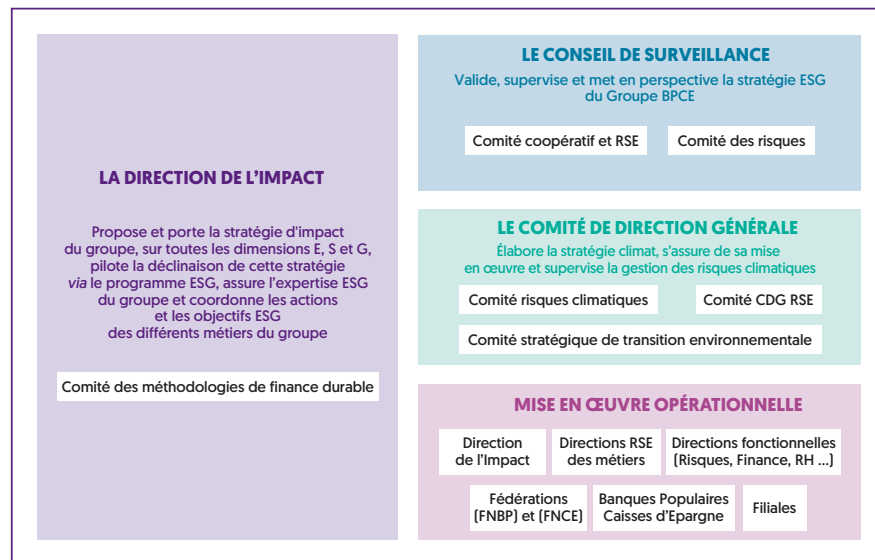 LA DIRECTION DE L’IMPACT
Propose et porte la stratégie d'impact
du groupe, sur toutes les dimensions E, S et G,
pilote la déclinaison de cette stratégie
via le programme ESG, assure l’expertise ESG
du groupe et coordonne les actions
et les objectifs ESG
des différents métiers du groupe
Comité des méthodologies de finance durable
LE CONSEIL DE SURVEILLANCE
Valide, supervise et met en perspective la stratégie ESG
du Groupe BPCE
Comité coopératif et RSE
Comité des risques
LE COMITÉ DE DIRECTION GÉNÉRALE
Élabore la stratégie climat, s’assure de sa mise
en œuvre et supervise la gestion des risques climatiques
Comité risques climatiques
Comité CDG RSE
Comité stratégique de transition environnementale
MISE EN ŒUVRE OPÉRATIONNELLE
Direction
de l’Impact
Directions RSE
des métiers
Directions fonctionnelles
(Risques, Finance, RH ...)
Fédérations
(FNBP) et (FNCE)
Banques Populaires
Caisses d’Epargne
Filiales